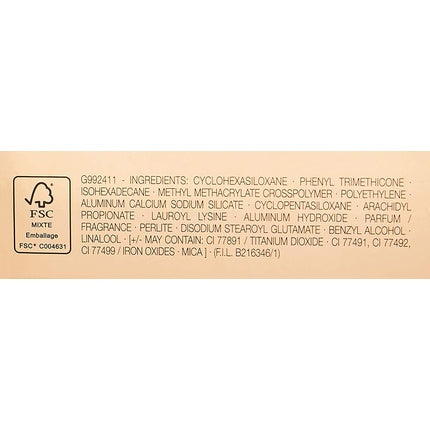 G992411 - INGREDIENTS: CYCLOHEXASILOXANE · PHENYL TRIMETHICONE ·
ISOHEXADECANE · METHYL METHACRYLATE CROSSPOLYMER · POLYETHYLENE ·
ALUMINUM CALCIUM SODIUM SILICATE · CYCLOPENTASILOXANE · ARACHIDYL
PROPIONATE · LAUROYL LYSINE · ALUMINUM HYDROXIDE · PARFUM /
FRAGRANCE · PERLITE · DISODIUM STEAROYL GLUTAMATE · BENZYL ALCOHOL ·
LINALOOL · [+/- MAY CONTAIN: CI 77891 / TITANIUM DIOXIDE · CI 77491, CI 77492,
CI 77499 / IRON OXIDES · MICA ] · (F.I.L. B216346/1)
FSC
MIXTE
Emballage
FSC® C004631